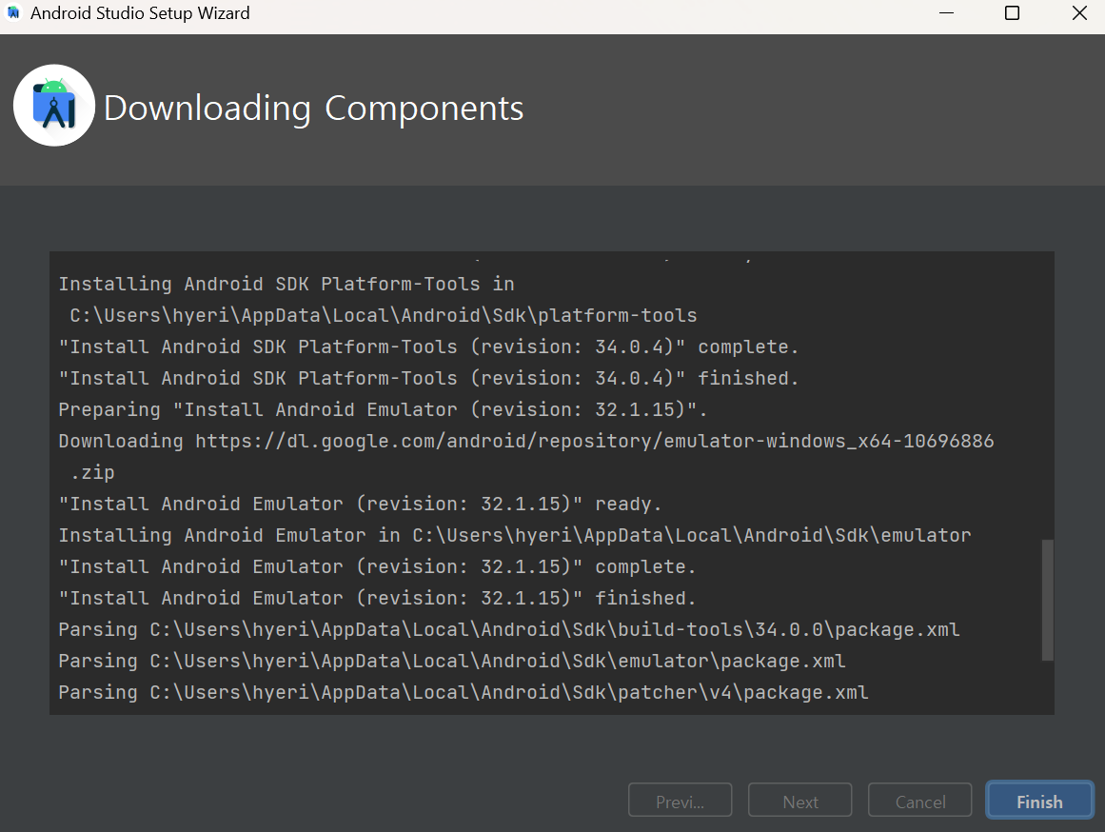 Android Studio Setup Wizard
Downloading Components
Installing Android SDK Platform-Tools in
C:\Users\hyeri\AppData\Local\Android\Sdk\platform-tools
"Install Android SDK Platform-Tools (revision: 34.0.4)" complete.
"Install Android SDK Platform-Tools (revision: 34.0.4)" finished.
Preparing "Install Android Emulator (revision: 32.1.15)".
Downloading https://dl.google.com/android/repository/emulator-windows_x64-10696886
.zip
"Install Android Emulator (revision: 32.1.15)" ready.
Installing Android Emulator in C:\Users\hyeri\AppData\Local\Android\Sdk\emulator
"Install Android Emulator (revision: 32.1.15)" complete.
"Install Android Emulator (revision: 32.1.15)" finished.
Parsing C:\Users\hyeri\AppData\Local\Android\Sdk\build-tools\34.0.0\package.xml
Parsing C:\Users\hyeri\AppData\Local\Android\Sdk\emulator\package.xml
Parsing C:\Users\hyeri\AppData\Local\Android\Sdk\patcher\v4\package.xml
Previ... Next Cancel Finish